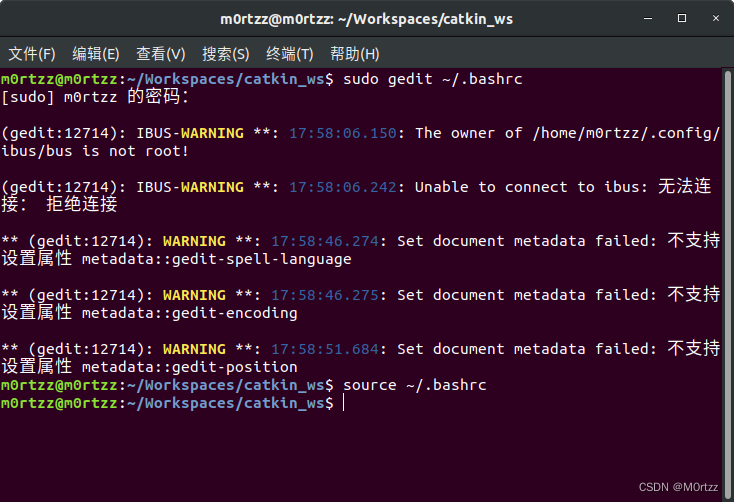 m0rtzz@m0rtzz: ~/Workspaces/catkin_ws
文件(F) 编辑(E) 查看(V) 搜索(S) 终端(T) 帮助(H)
m0rtzz@m0rtzz:~/Workspaces/catkin_ws$ sudo gedit ~/.bashrc
[sudo] m0rtzz 的密码：
(gedit:12714): IBUS-WARNING **: 17:58:06.150: The owner of /home/m0rtzz/.config/
ibus/bus is not root!
(gedit:12714): IBUS-WARNING **: 17:58:06.242: Unable to connect to ibus: 无法连
接： 拒绝连接
** (gedit:12714): WARNING **: 17:58:46.274: Set document metadata failed: 不支持
设置属性 metadata::gedit-spell-language
** (gedit:12714): WARNING **: 17:58:46.275: Set document metadata failed: 不支持
设置属性 metadata::gedit-encoding
** (gedit:12714): WARNING **: 17:58:51.684: Set document metadata failed: 不支持
设置属性 metadata::gedit-position
m0rtzz@m0rtzz:~/Workspaces/catkin_ws$ source ~/.bashrc
m0rtzz@m0rtzz:~/Workspaces/catkin_ws$
CSDN @M0rtzz